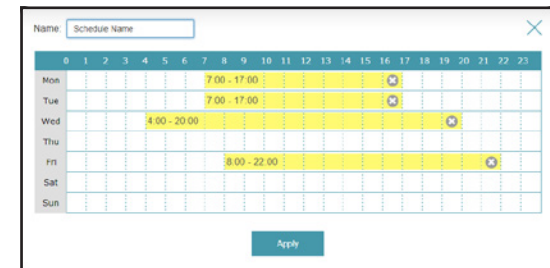 Name: Schedule Name
0 1 2 3 4 5 6 7 8 9 10 11 12 13 14 15 16 17 18 19 20 21 22 23
Mon 7:00 - 17:00
Tue 7:00 - 17:00
Wed 4:00 - 20:00
Thu
Fri 8:00 - 22:00
Sat
Sun
Apply